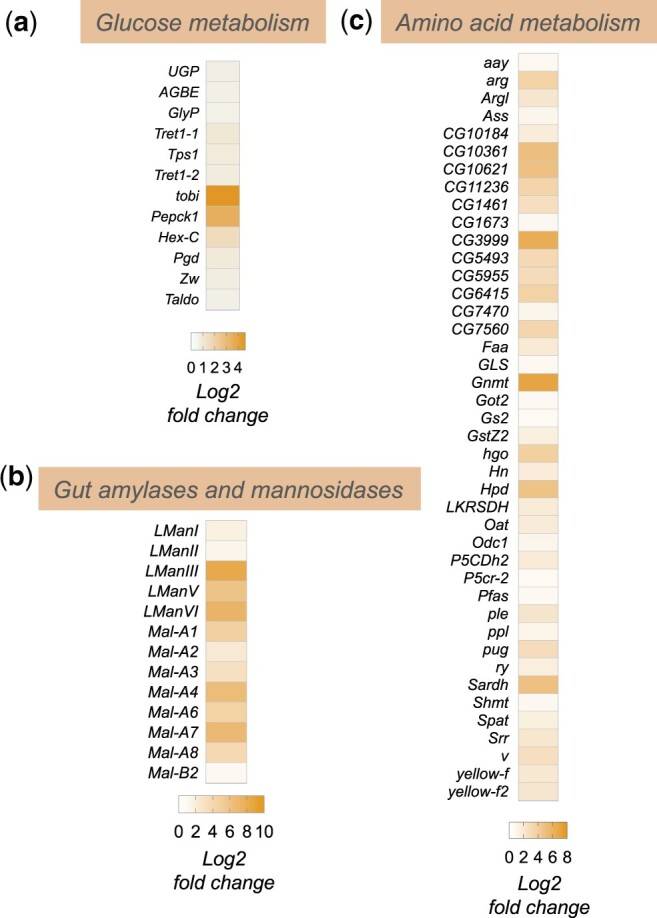 (a) Glucose metabolism
UGP
AGBE
GlyP
Tret1-1
Tps1
Tret1-2
tobi
Pepck1
Hex-C
Pgd
Zw
Taldo
0 1 2 3 4
Log2
fold change
(b) Gut amylases and mannosidases
LManI
LManII
LManIII
LManV
LManVI
Mal-A1
Mal-A2
Mal-A3
Mal-A4
Mal-A6
Mal-A7
Mal-A8
Mal-B2
0 2 4 6 8 10
Log2
fold change
(c) Amino acid metabolism
aay
arg
Argl
Ass
CG10184
CG10361
CG10621
CG11236
CG1461
CG1673
CG3999
CG5493
CG5955
CG6415
CG7470
CG7560
Faa
GLS
Gnmt
Got2
Gs2
GstZ2
hgo
Hn
Hpd
LKRSDH
Oat
Odc1
P5CDh2
P5cr-2
Pfas
ple
ppl
pug
ry
Sardh
Shmt
Spat
Srr
v
yellow-f
yellow-f2
0 2 4 6 8
Log2
fold change